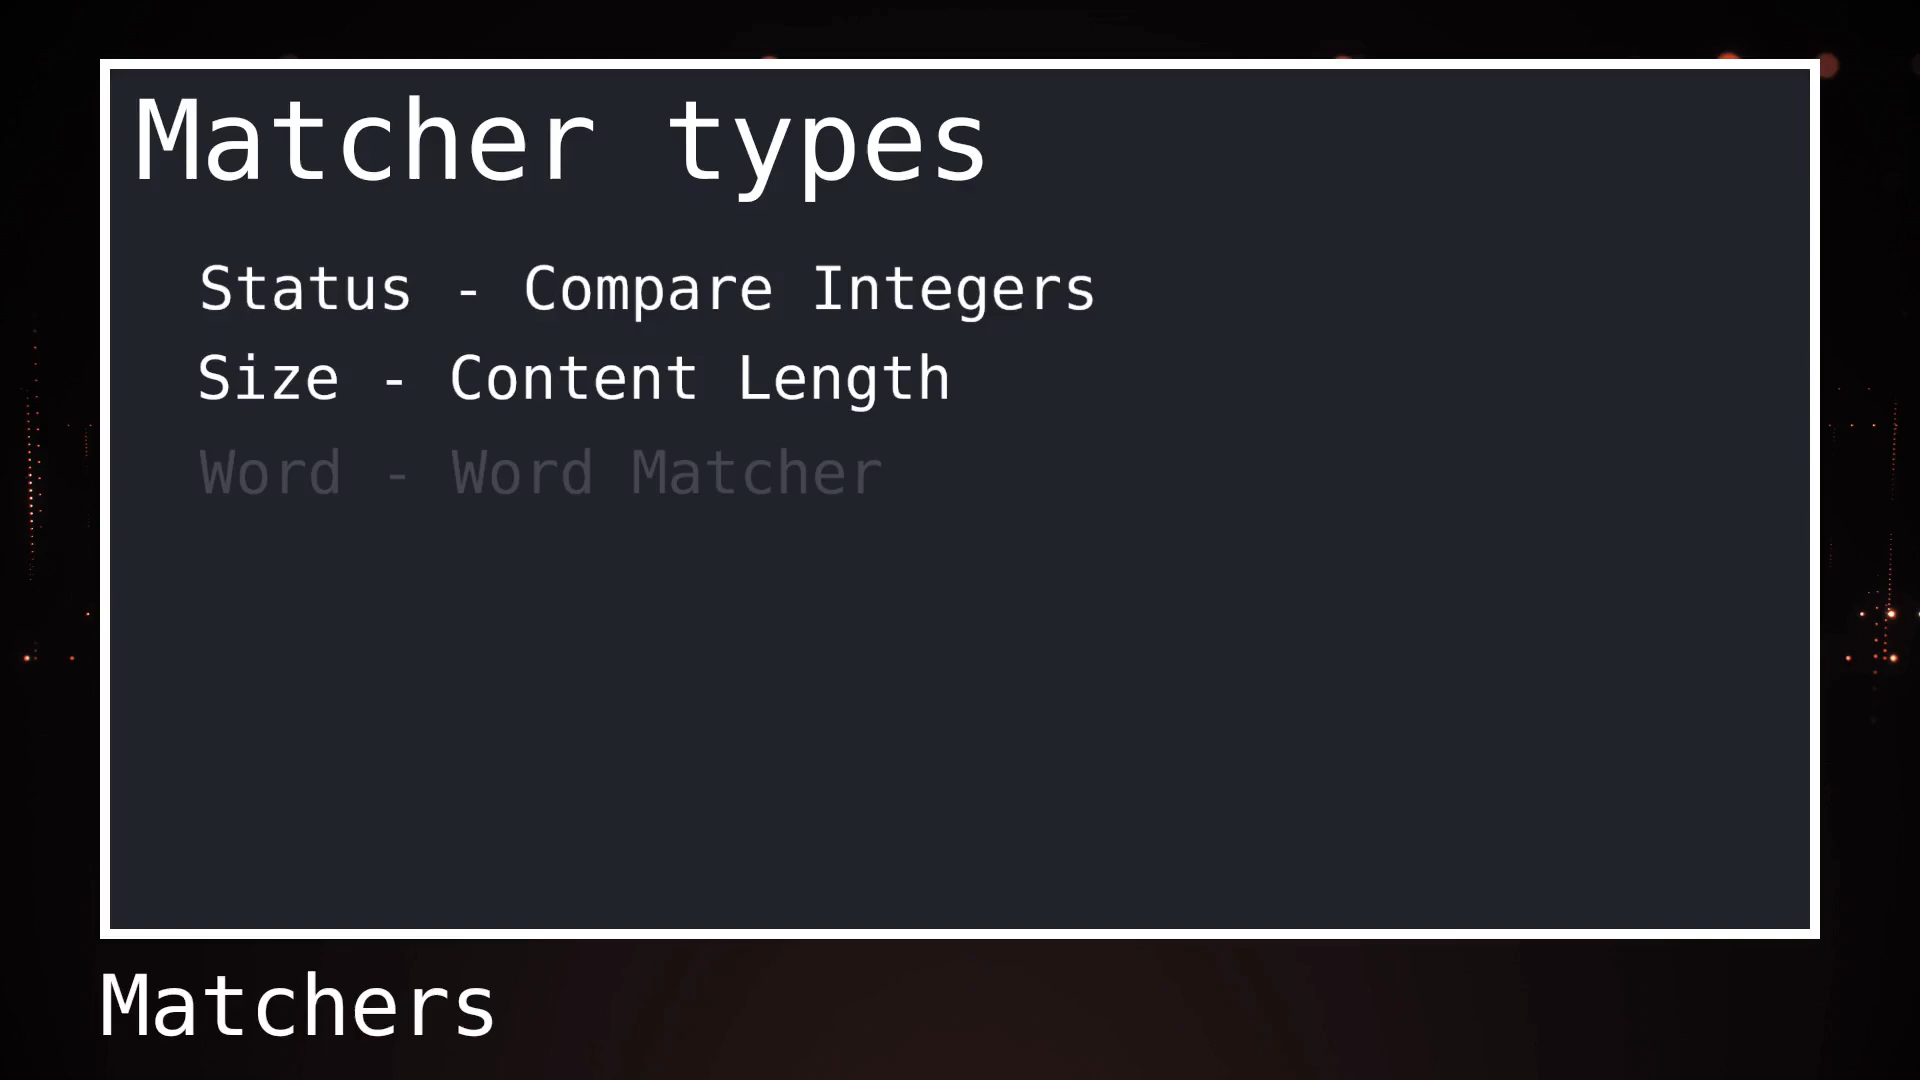 Matcher types
Status - Compare Integers
Size - Content Length
Word - Word Matcher
Matchers